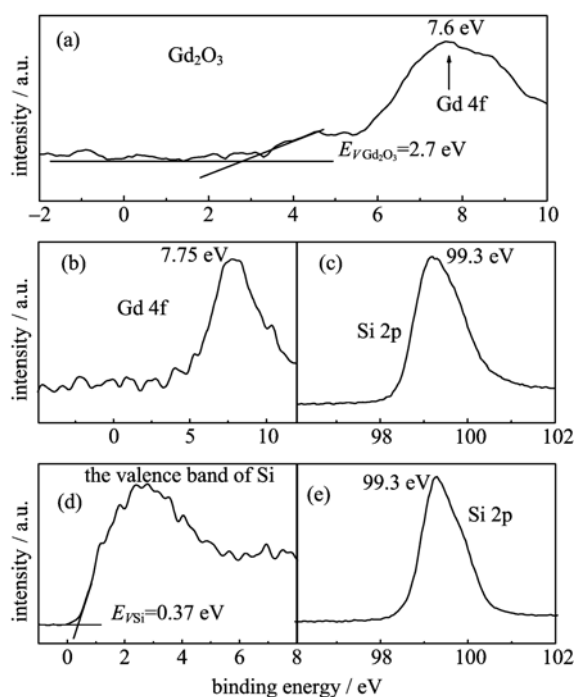 (a)
7.6 eV
Gd₂O₃
Gd 4f
E_VGd₂O₃=2.7 eV
intensity / a.u.
−2 0 2 4 6 8 10
(b)
7.75 eV
Gd 4f
intensity / a.u.
0 5 10
(c)
99.3 eV
Si 2p
98 100 102
the valence band of Si
(d)
E_VSi=0.37 eV
intensity / a.u.
0 2 4 6 8
99.3 eV
(e)
Si 2p
98 100 102
binding energy / eV